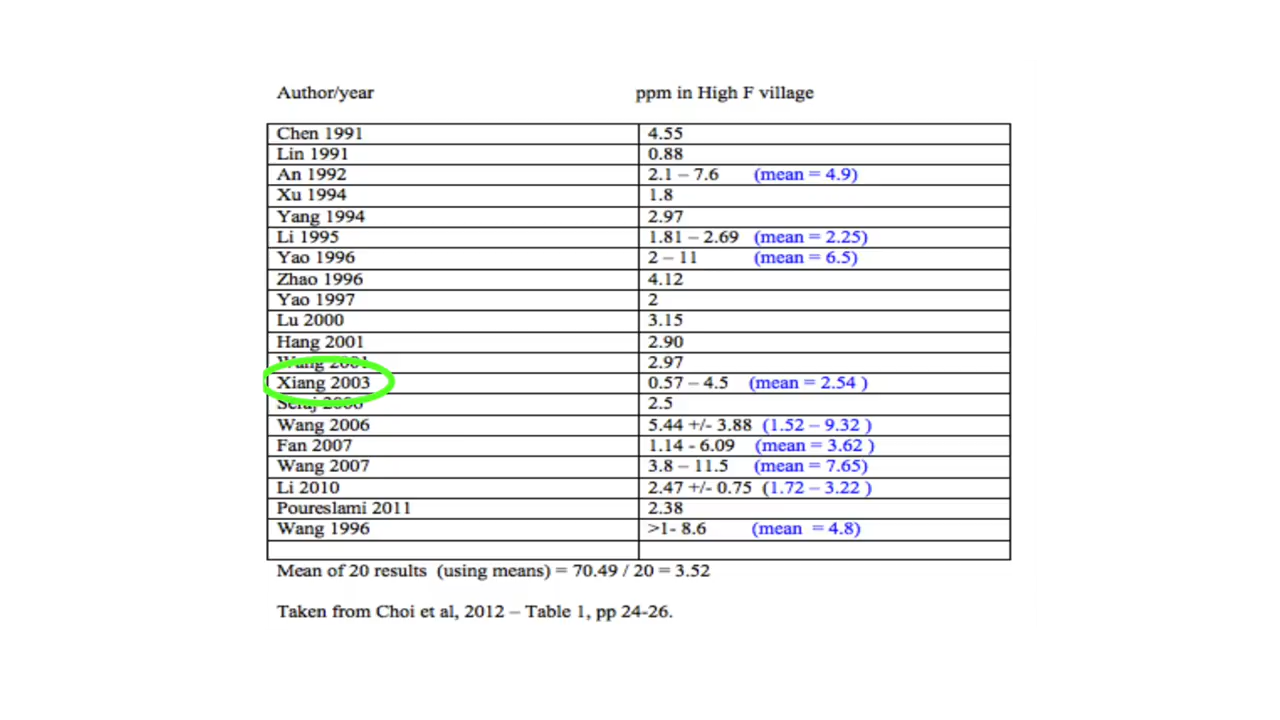 Author/year ppm in High F village
Chen 1991 4.55
Lin 1991 0.88
An 1992 2.1 – 7.6 (mean = 4.9)
Xu 1994 1.8
Yang 1994 2.97
Li 1995 1.81 – 2.69 (mean = 2.25)
Yao 1996 2 – 11 (mean = 6.5)
Zhao 1996 4.12
Yao 1997 2
Lu 2000 3.15
Hang 2001 2.90
Wang 2001 2.97
Xiang 2003 0.57 – 4.5 (mean = 2.54 )
Seraj 2006 2.5
Wang 2006 5.44 +/- 3.88 (1.52 – 9.32 )
Fan 2007 1.14 - 6.09 (mean = 3.62 )
Wang 2007 3.8 – 11.5 (mean = 7.65)
Li 2010 2.47 +/- 0.75 (1.72 – 3.22 )
Poureslami 2011 2.38
Wang 1996 >1- 8.6 (mean = 4.8)
Mean of 20 results (using means) = 70.49 / 20 = 3.52
Taken from Choi et al, 2012 – Table 1, pp 24-26.